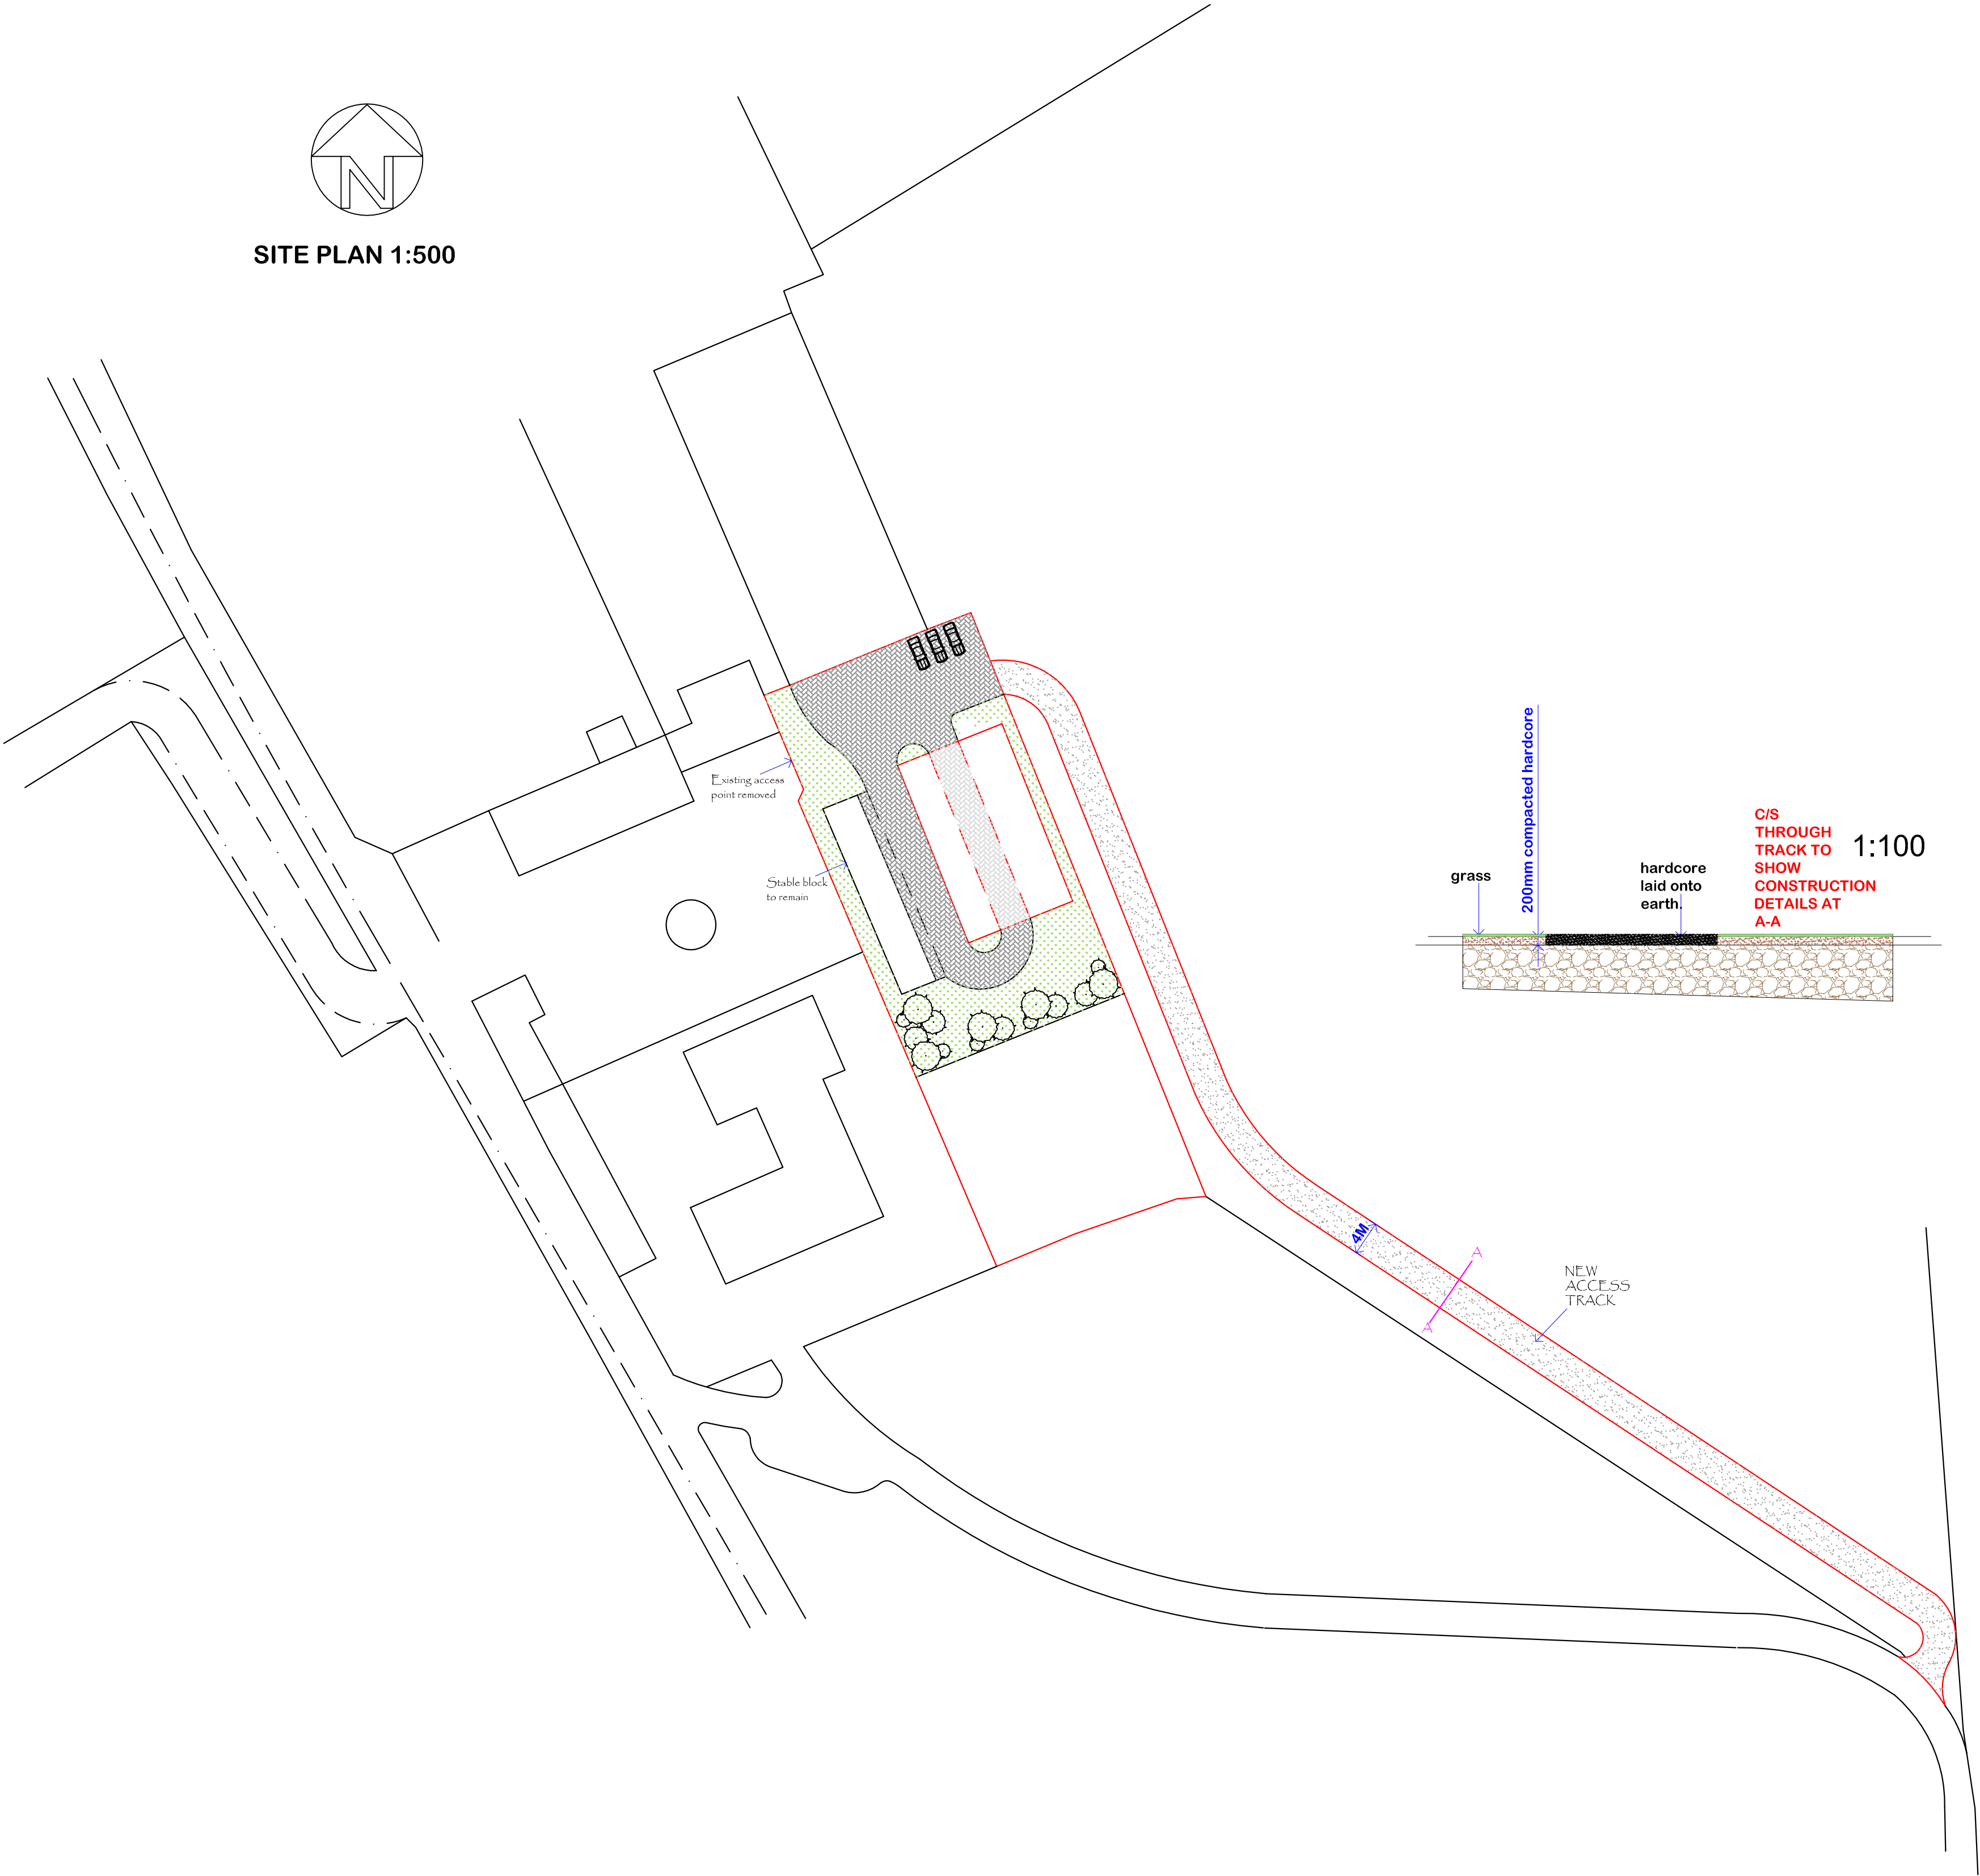 N
SITE PLAN 1:500
Existing access
point removed
Stable block
to remain
200mm compacted hardcore
grass
hardcore
laid onto
earth.
C/S
THROUGH
TRACK TO
SHOW
CONSTRUCTION
DETAILS AT
A-A
1:100
4M
A
A
NEW
ACCESS
TRACK